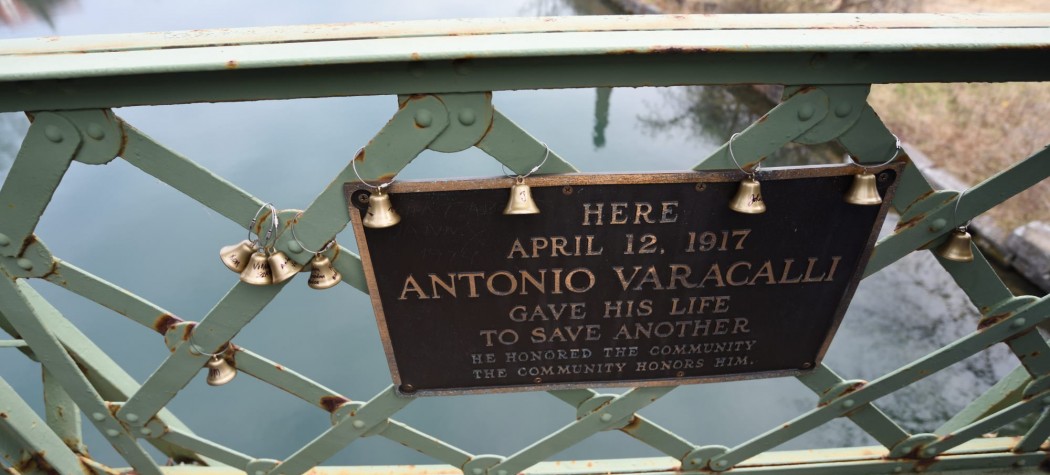 HERE
APRIL 12, 1917
ANTONIO VARACALLI
GAVE HIS LIFE
TO SAVE ANOTHER
HE HONORED THE COMMUNITY
THE COMMUNITY HONORS HIM.